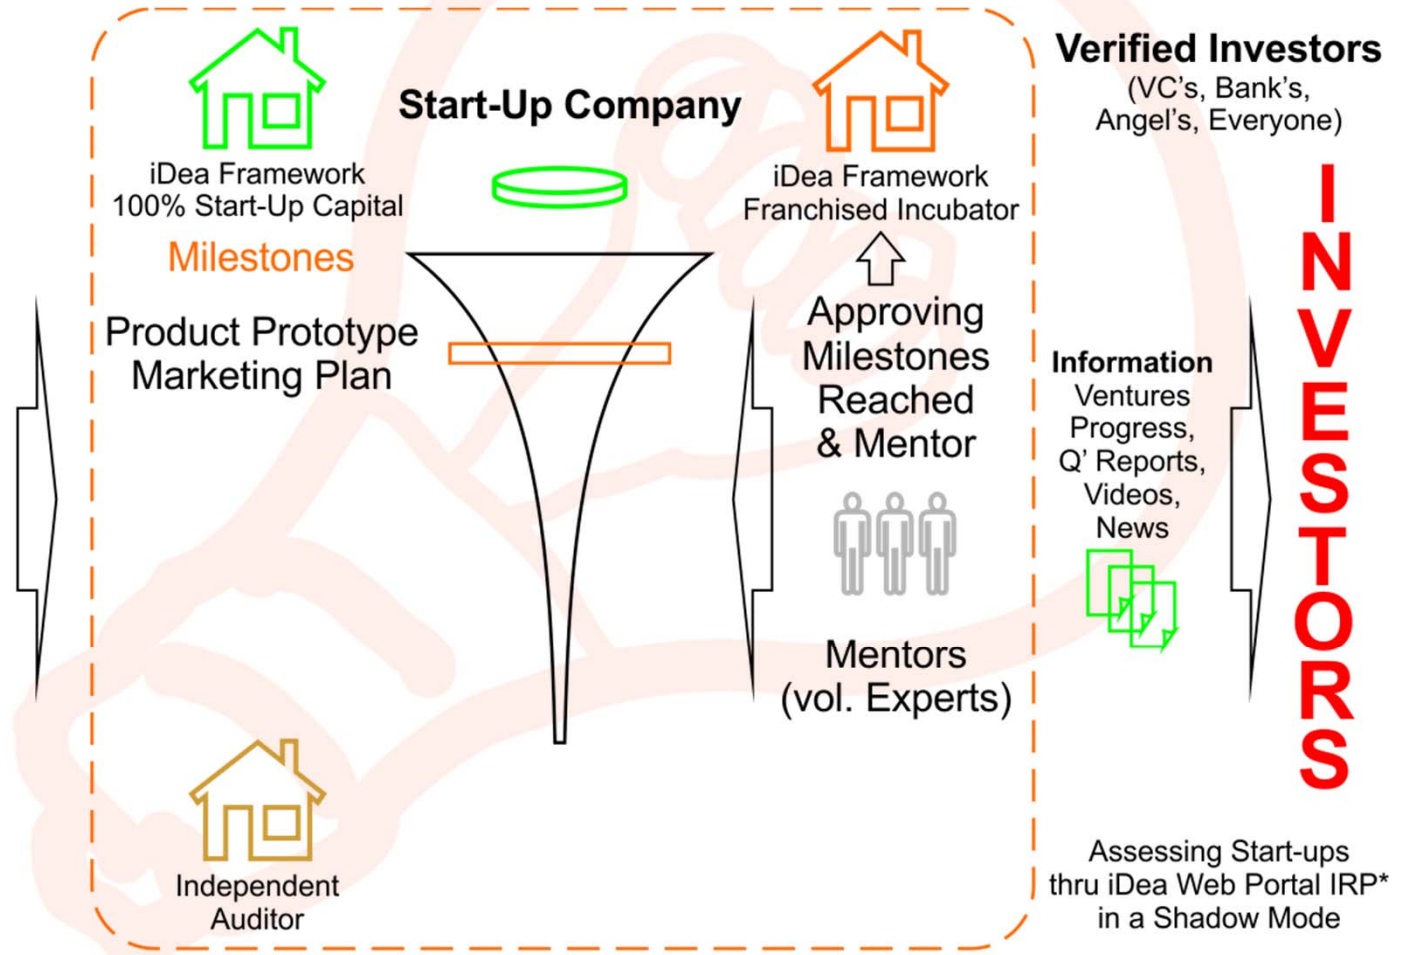 iDea Framework
100% Start-Up Capital
Milestones
Product Prototype
Marketing Plan
Independent
Auditor
Start-Up Company
iDea Framework
Franchised Incubator
Approving
Milestones
Reached
& Mentor
Mentors
(vol. Experts)
Verified Investors
(VC's, Bank's,
Angel's, Everyone)
Information
Ventures
Progress,
Q' Reports,
Videos,
News
INVESTORS
Assessing Start-ups
thru iDea Web Portal IRP*
in a Shadow Mode